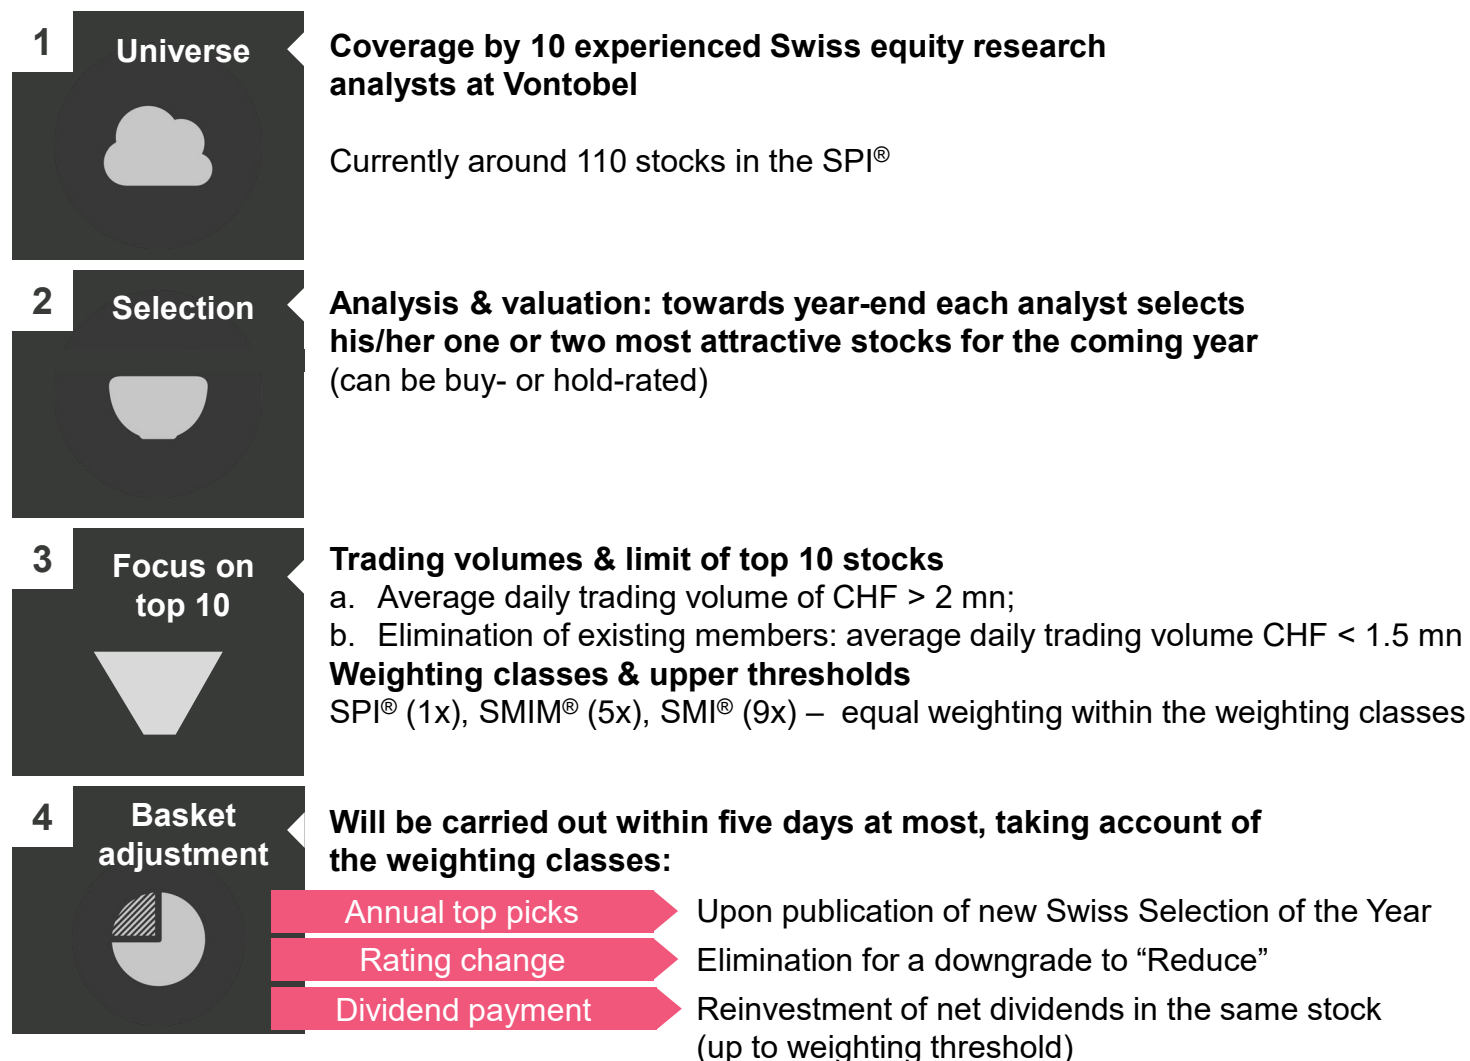 1
Universe
Coverage by 10 experienced Swiss equity research
analysts at Vontobel
Currently around 110 stocks in the SPI®
2
Selection
Analysis & valuation: towards year-end each analyst selects
his/her one or two most attractive stocks for the coming year
(can be buy- or hold-rated)
3
Focus on
top 10
Trading volumes & limit of top 10 stocks
a. Average daily trading volume of CHF > 2 mn;
b. Elimination of existing members: average daily trading volume CHF < 1.5 mn
Weighting classes & upper thresholds
SPI® (1x), SMIM® (5x), SMI® (9x) – equal weighting within the weighting classes
4
Basket
adjustment
Will be carried out within five days at most, taking account of
the weighting classes:
Annual top picks
Upon publication of new Swiss Selection of the Year
Rating change
Elimination for a downgrade to “Reduce”
Dividend payment
Reinvestment of net dividends in the same stock
(up to weighting threshold)